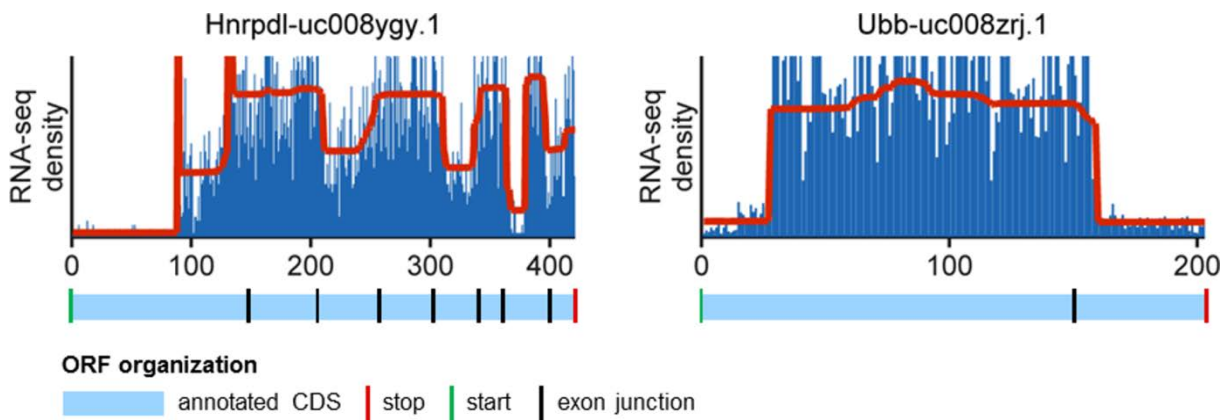 Hnrpdl-uc008ygy.1
RNA-seq
density
0 100 200 300 400
Ubb-uc008zrj.1
RNA-seq
density
0 100 200
ORF organization
annotated CDS stop start exon junction